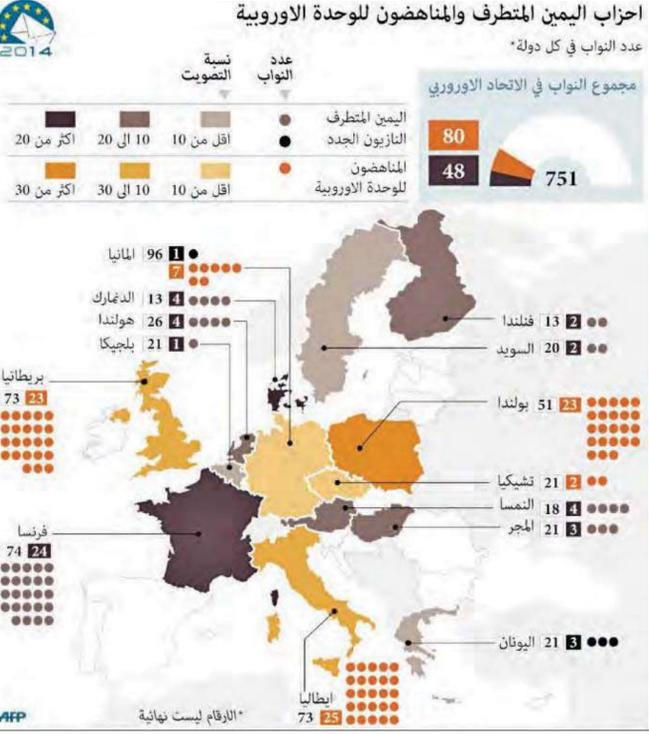 احزاب اليمين المتطرف والمناهضون للوحدة الاوروبية
عدد النواب في كل دولة*
2014
مجموع النواب في الاتحاد الاوروربي
80
48
751
عدد النواب
نسبة التصويت
اليمين المتطرف
النازيون الجدد
اقل من 10
10 الى 20
اكثر من 20
المناهضون
للوحدة الاوروبية
اقل من 10
10 الى 30
اكثر من 30
المانيا 96 1
7
الدنمارك 13 4
هولندا 26 4
بلجيكا 21 1
بريطانيا
73 23
فرنسا
74 24
فنلندا 13 2
السويد 20 2
بولندا 51 23
تشيكيا 21 2
النمسا 18 4
المجر 21 3
اليونان 21 3
ايطاليا
73 25
*الارقام ليست نهائية
AFP